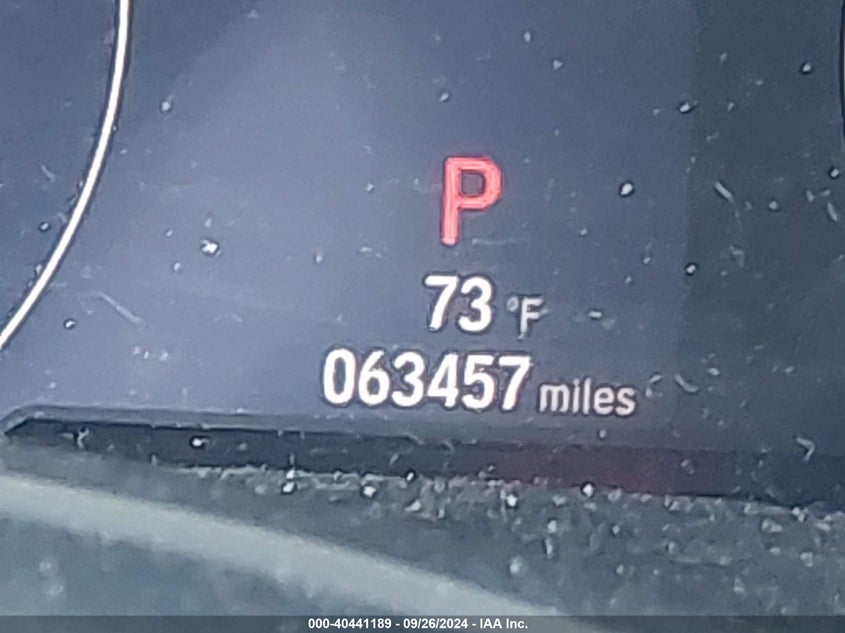 P
73 °F
063457 miles
000-40441189 - 09/26/2024 - IAA Inc.